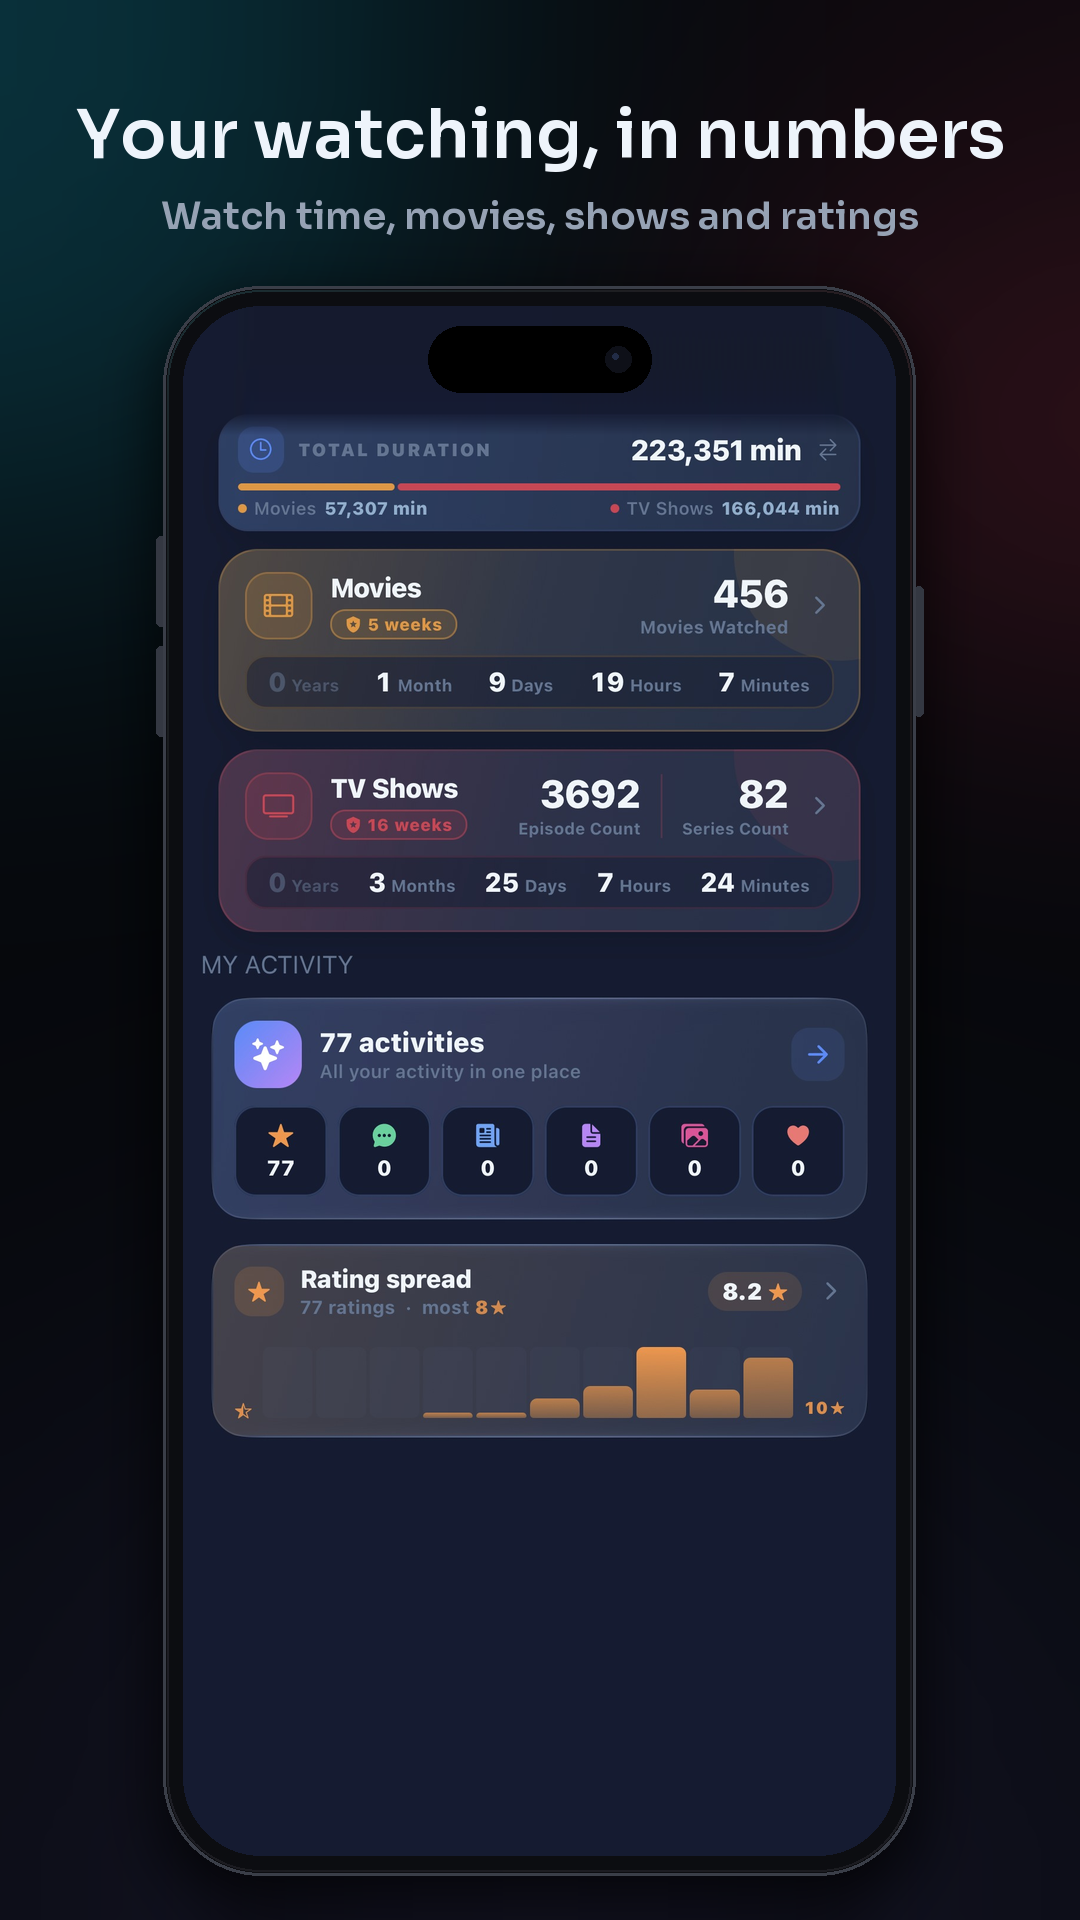 Your watching, in numbers
Watch time, movies, shows and ratings
TOTAL DURATION 223,351 min
Movies 57,307 min TV Shows 166,044 min
Movies 456
5 weeks Movies Watched
0 Years 1 Month 9 Days 19 Hours 7 Minutes
TV Shows 3692 82
16 weeks Episode Count Series Count
0 Years 3 Months 25 Days 7 Hours 24 Minutes
MY ACTIVITY
77 activities
All your activity in one place
77 0 0 0 0 0
Rating spread 8.2★
77 ratings · most 8★
10★